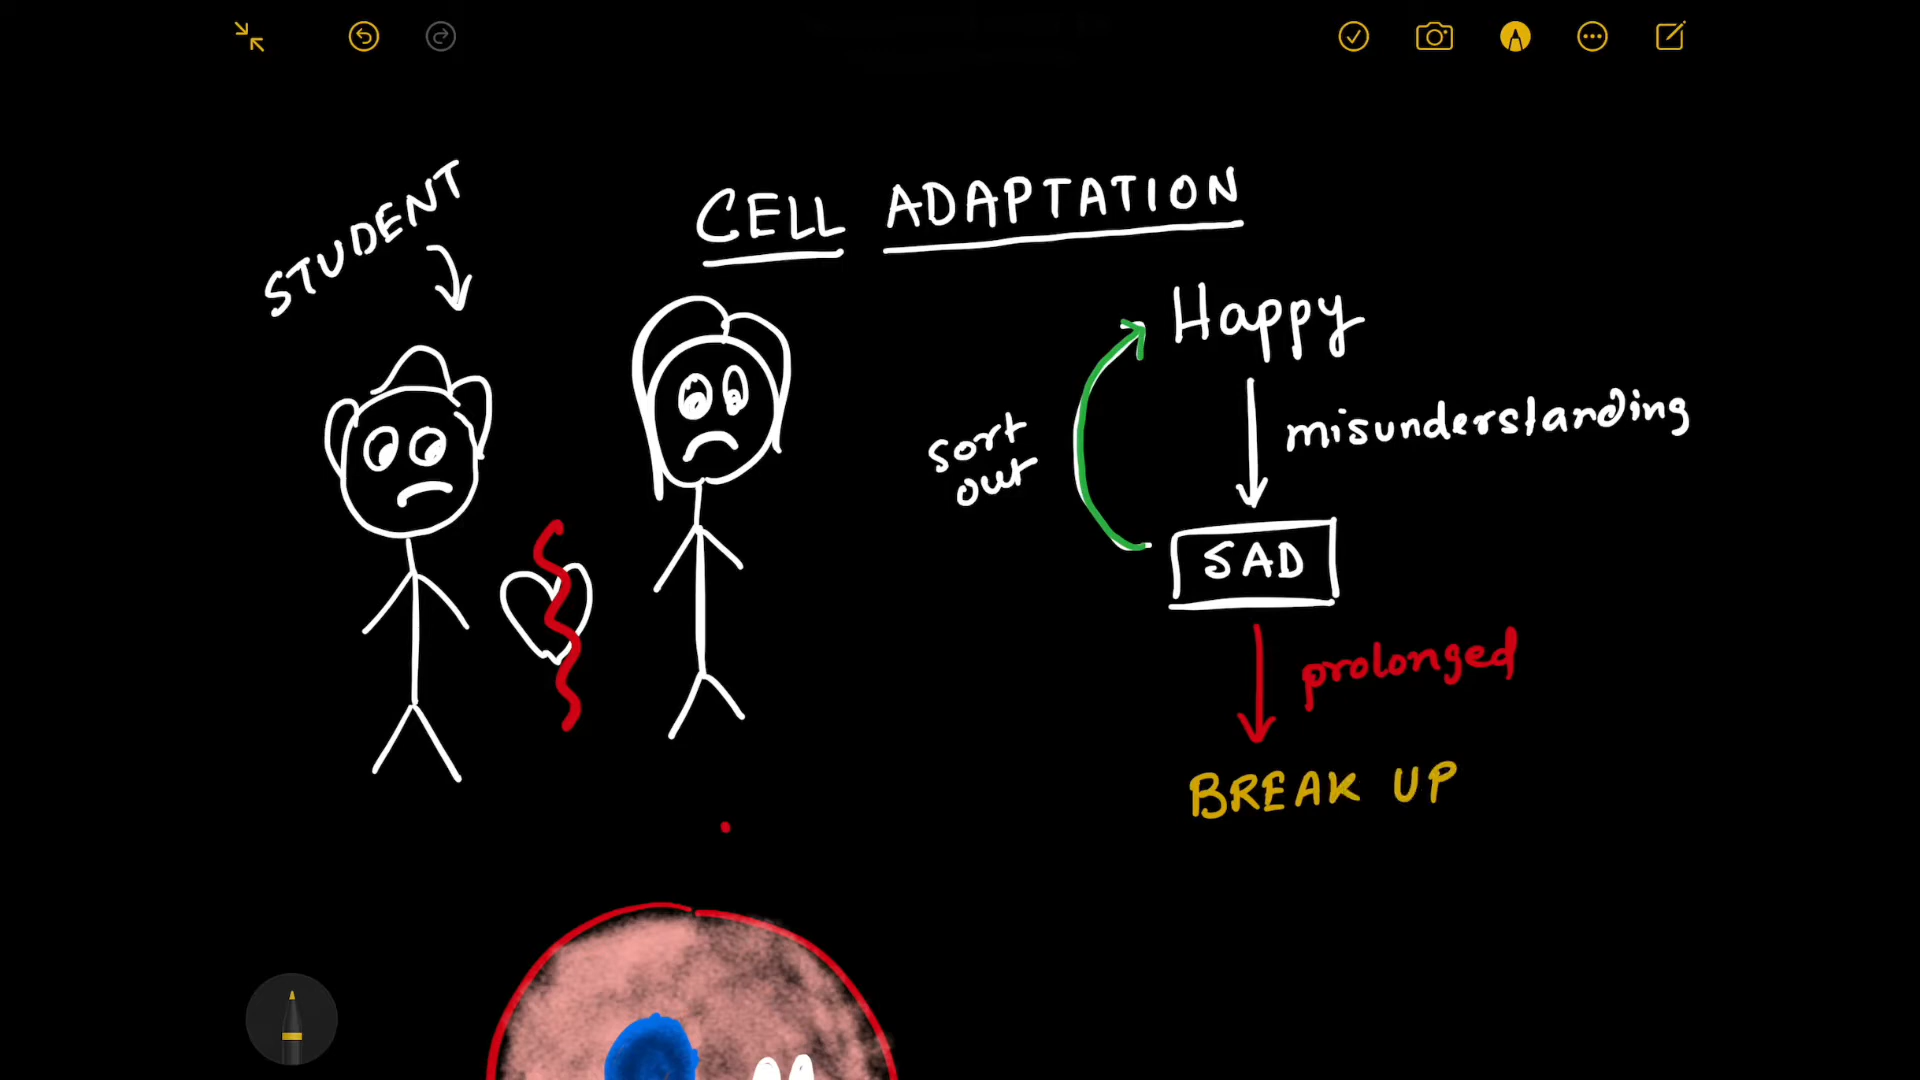 STUDENT
CELL ADAPTATION
Happy
misunderstanding
sort
out
SAD
prolonged
BREAK UP